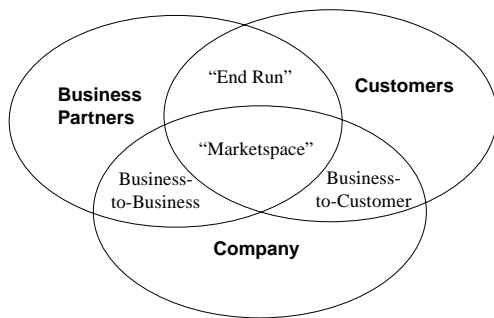 “End Run”
Business
Partners
Customers
“Marketspace”
Business-
to-Business
Business-
to-Customer
Company